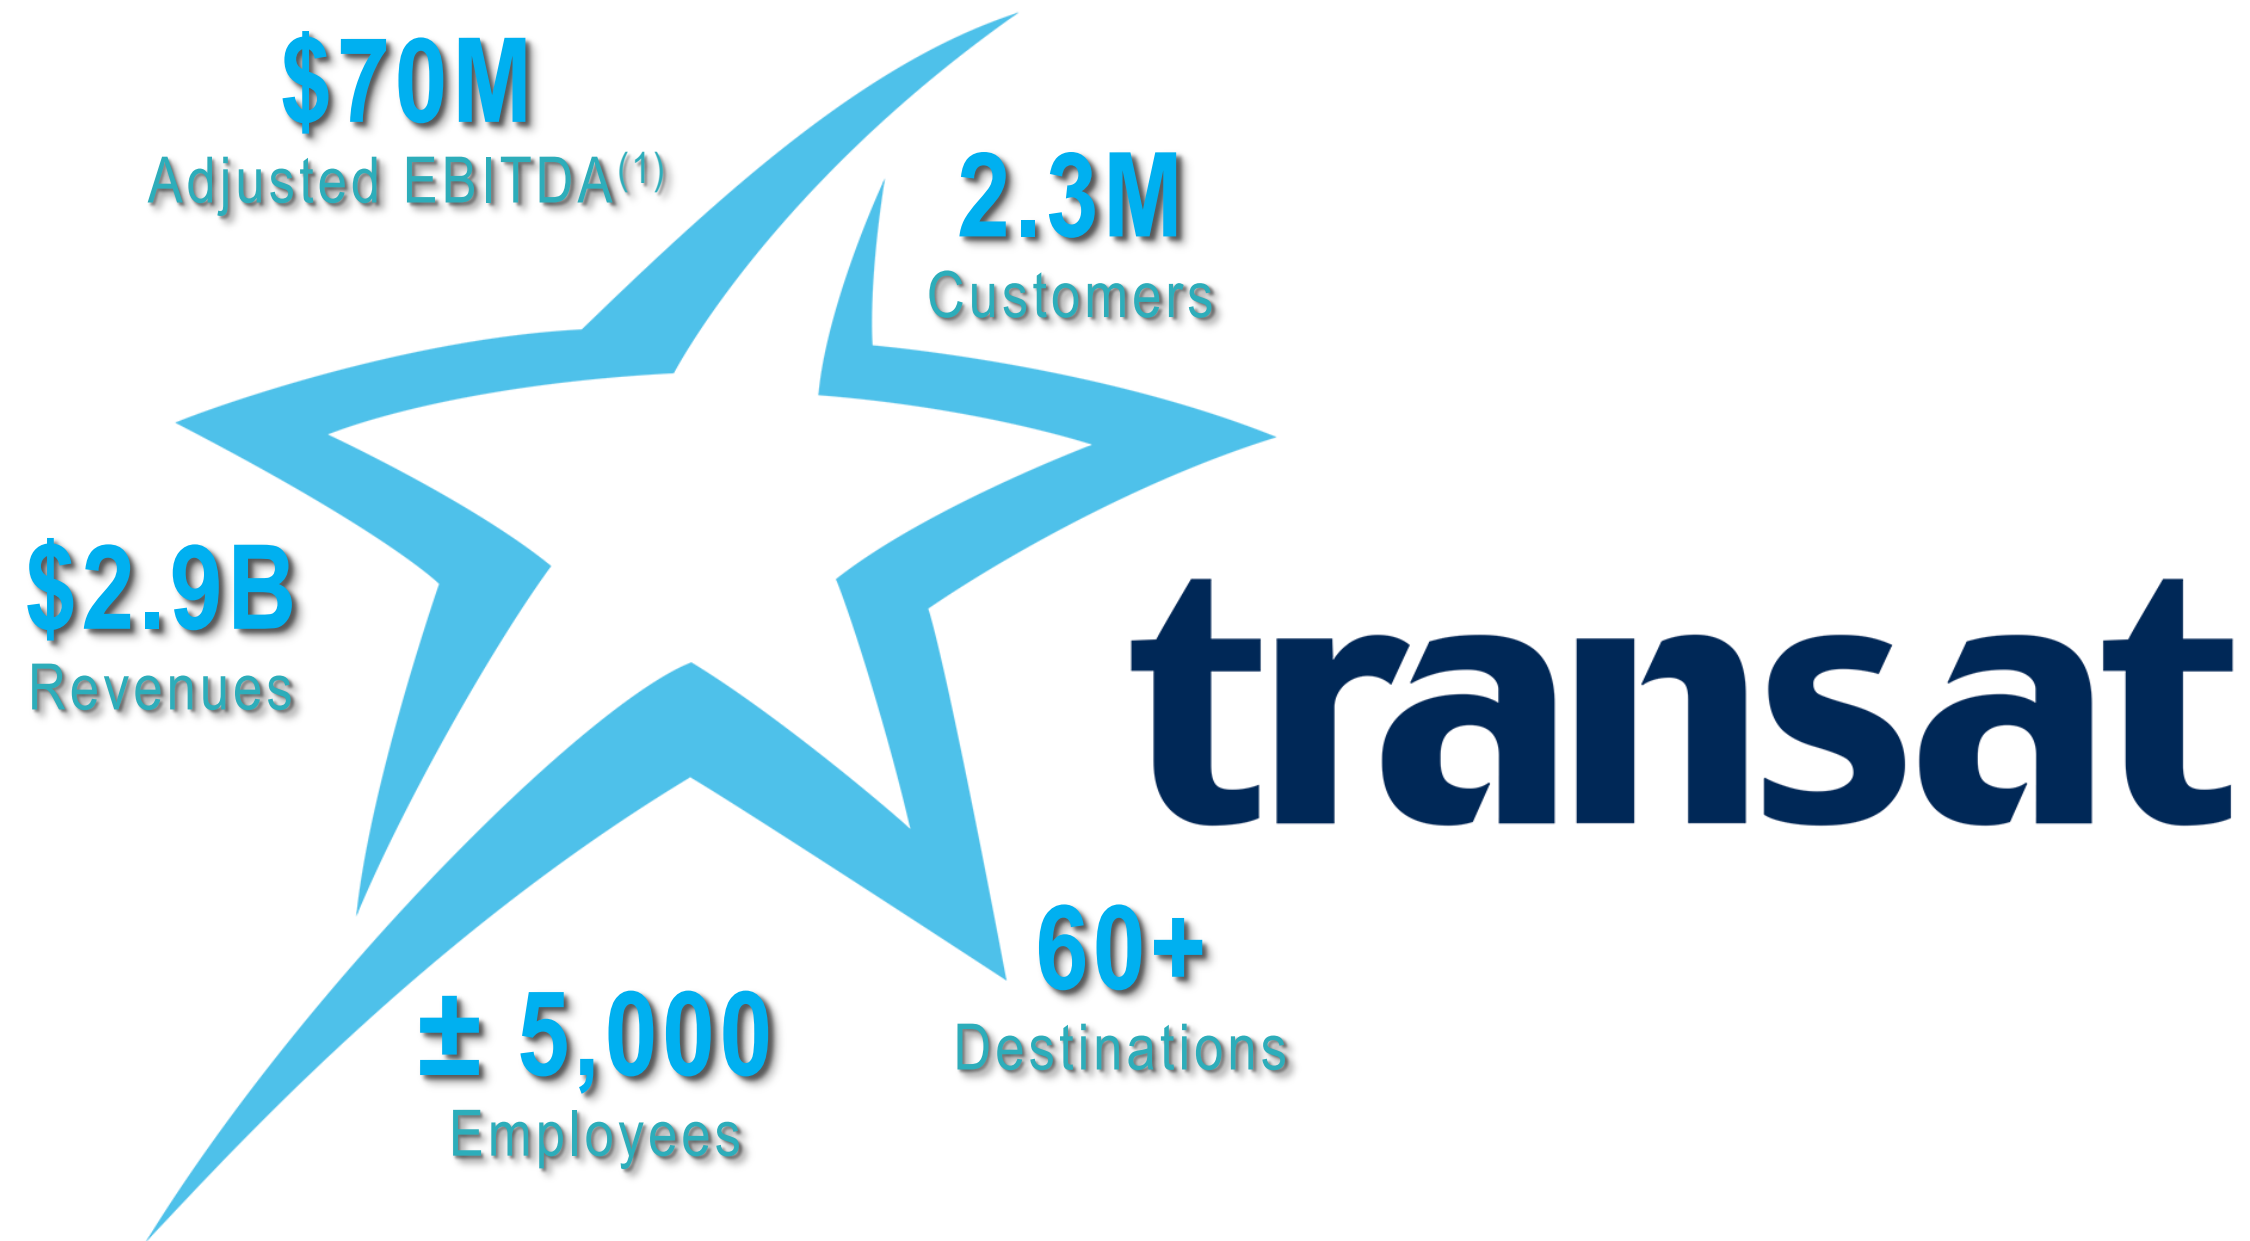 $70M
Adjusted EBITDA(1)
2.3M
Customers
$2.9B
Revenues
transat
60+
Destinations
± 5,000
Employees